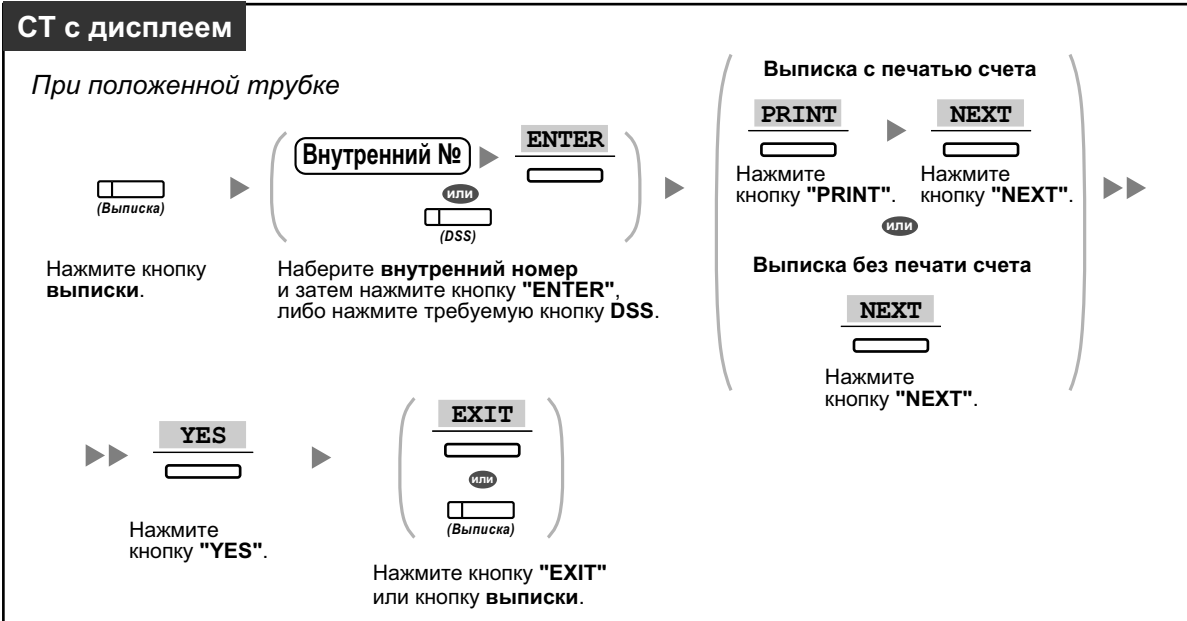 СТ с дисплеем
При положенной трубке
(Выписка)
Нажмите кнопку
выписки.
Внутренний №
ENTER
или
(DSS)
Наберите внутренний номер
и затем нажмите кнопку "ENTER",
либо нажмите требуемую кнопку DSS.
Выписка с печатью счета
PRINT
NEXT
Нажмите
кнопку "PRINT".
Нажмите
кнопку "NEXT".
или
Выписка без печати счета
NEXT
Нажмите
кнопку "NEXT".
YES
Нажмите
кнопку "YES".
EXIT
или
(Выписка)
Нажмите кнопку "EXIT"
или кнопку выписки.